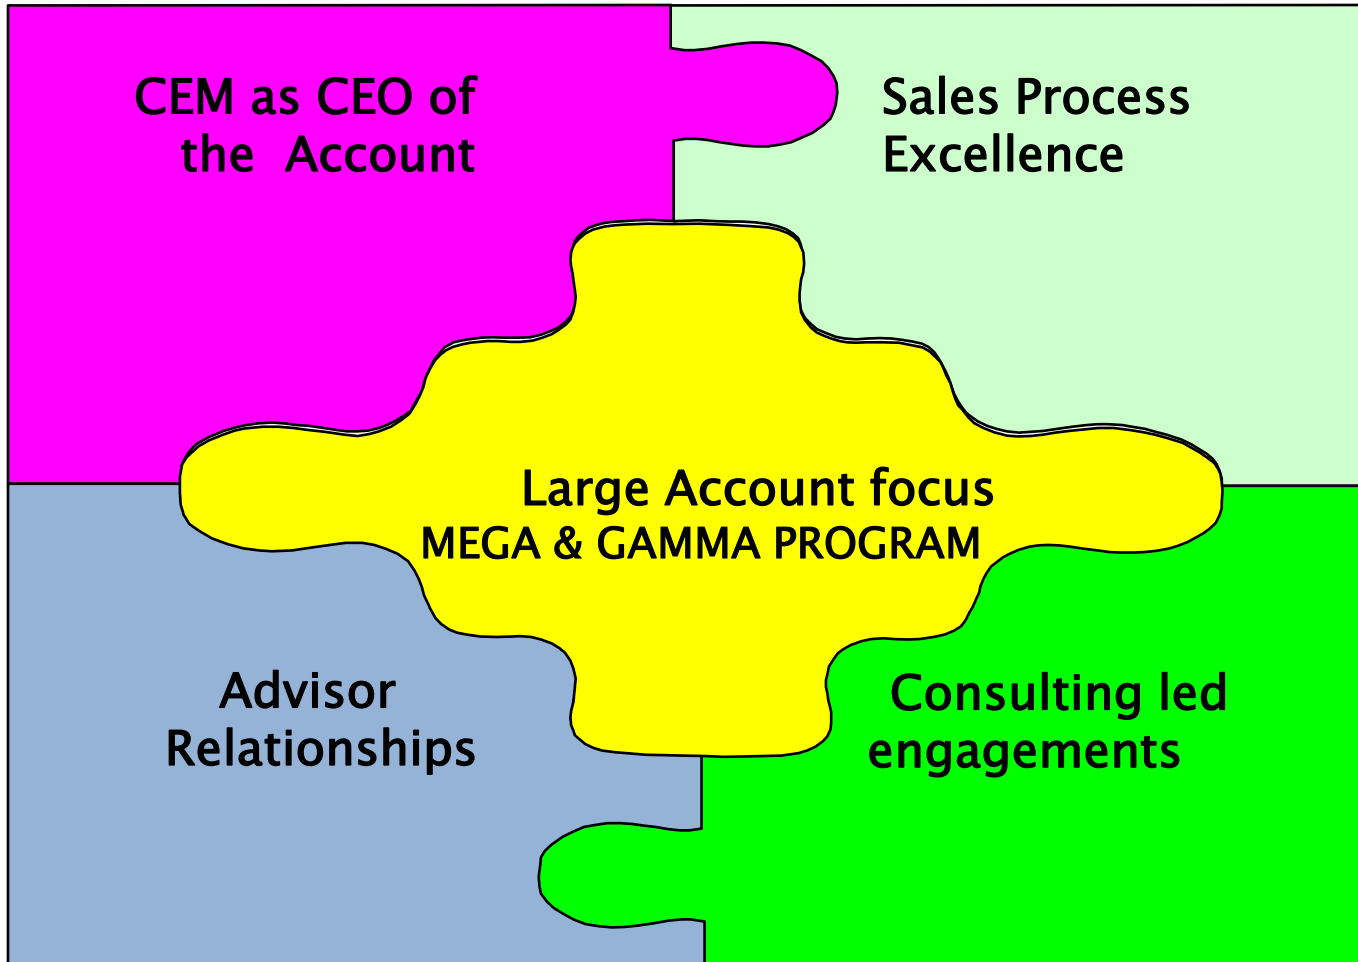 CEM as CEO of
the Account
Sales Process
Excellence
Large Account focus
MEGA & GAMMA PROGRAM
Advisor
Relationships
Consulting led
engagements